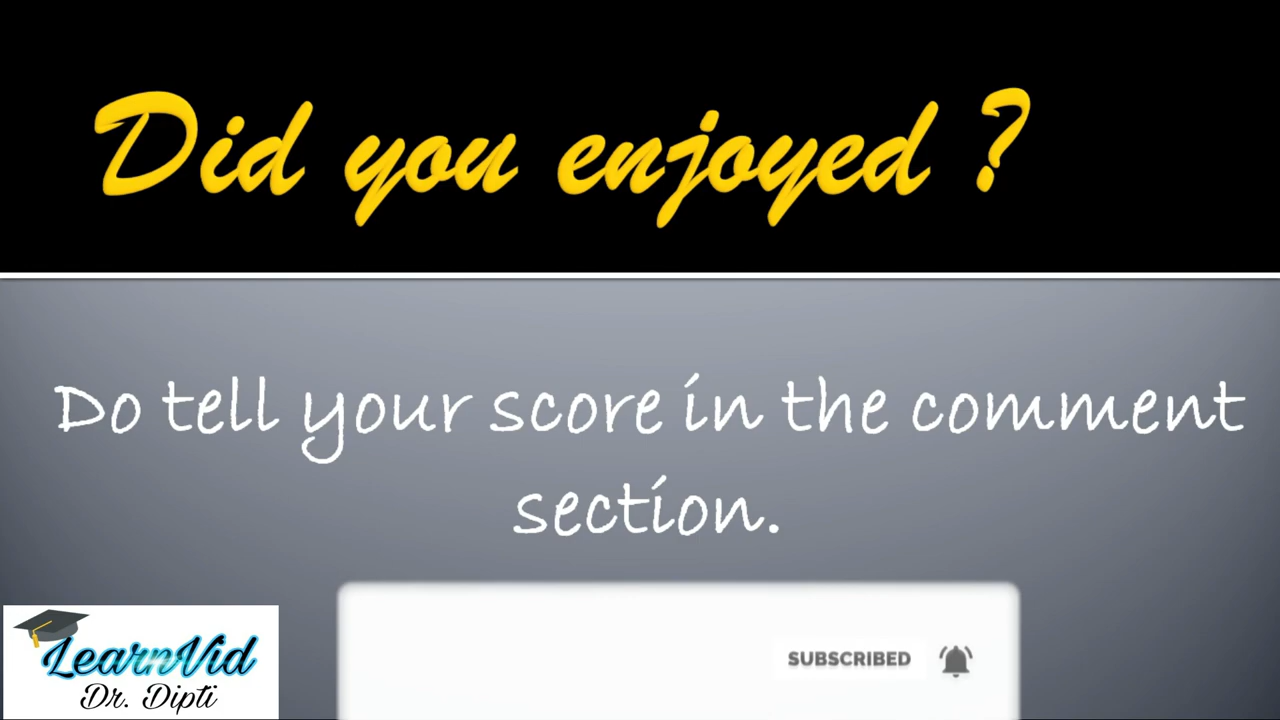 Did you enjoyed ?
Do tell your score in the comment
section.
SUBSCRIBED
LearnVid
Dr. Dipti